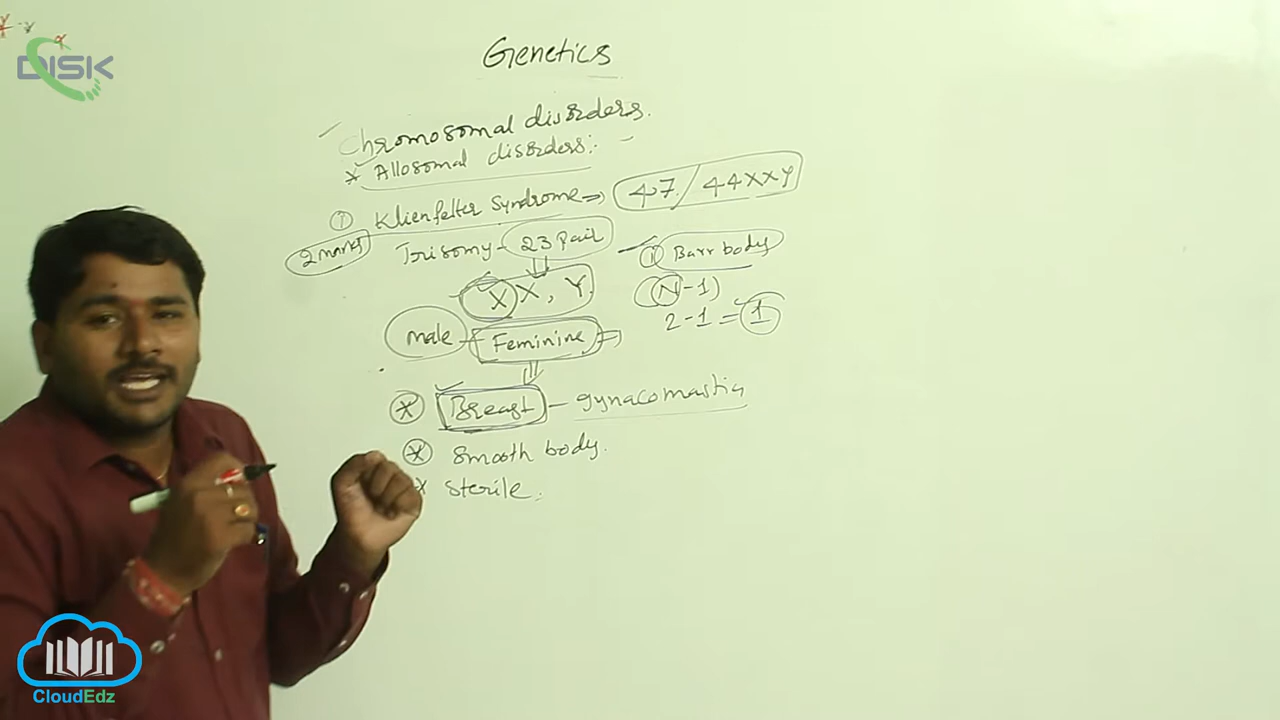 DISK
Genetics
Chromosomal disorders.
* Allosomal disorders:-
① Klienfelter Syndrome => 47/44XXY
2 marks
Trisomy - 23 pair
① Barr body
X X, Y.
(N-1)
2-1 = 1
male - Feminine =>
* Breast - gynacomastia
* Smooth body.
* Sterile.
CloudEdz